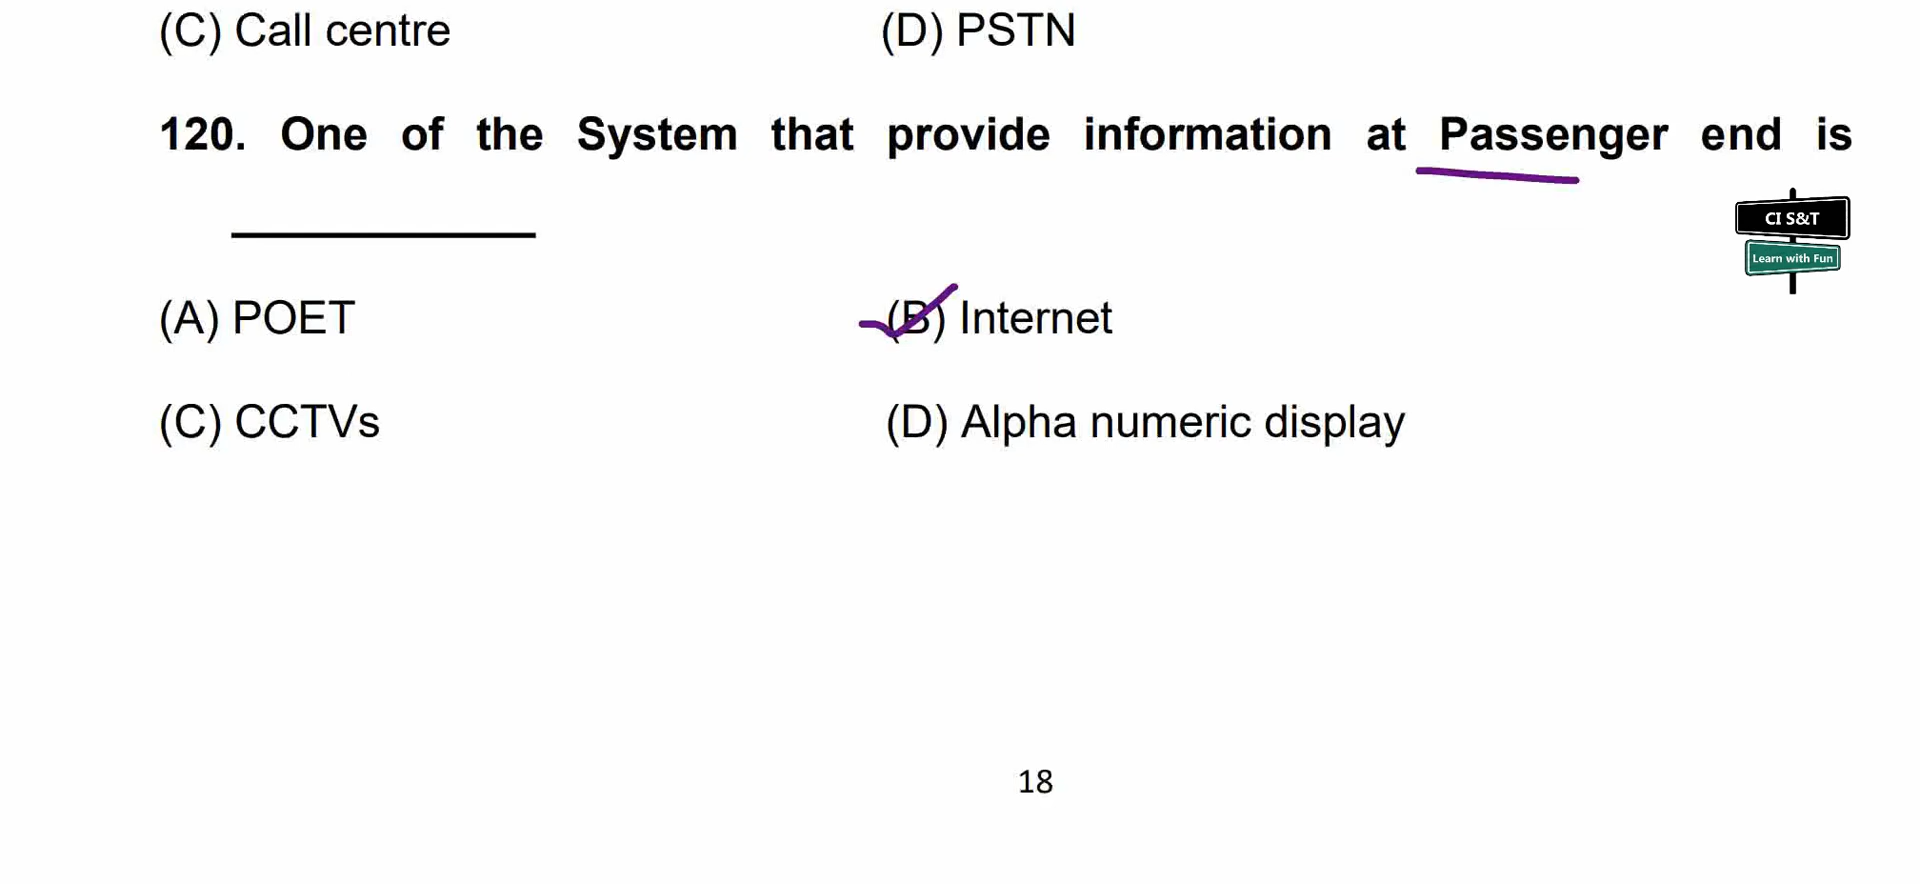 (C) Call centre (D) PSTN
120. One of the System that provide information at Passenger end is
CI S&T
Learn with Fun
(A) POET (B) Internet
(C) CCTVs (D) Alpha numeric display
18